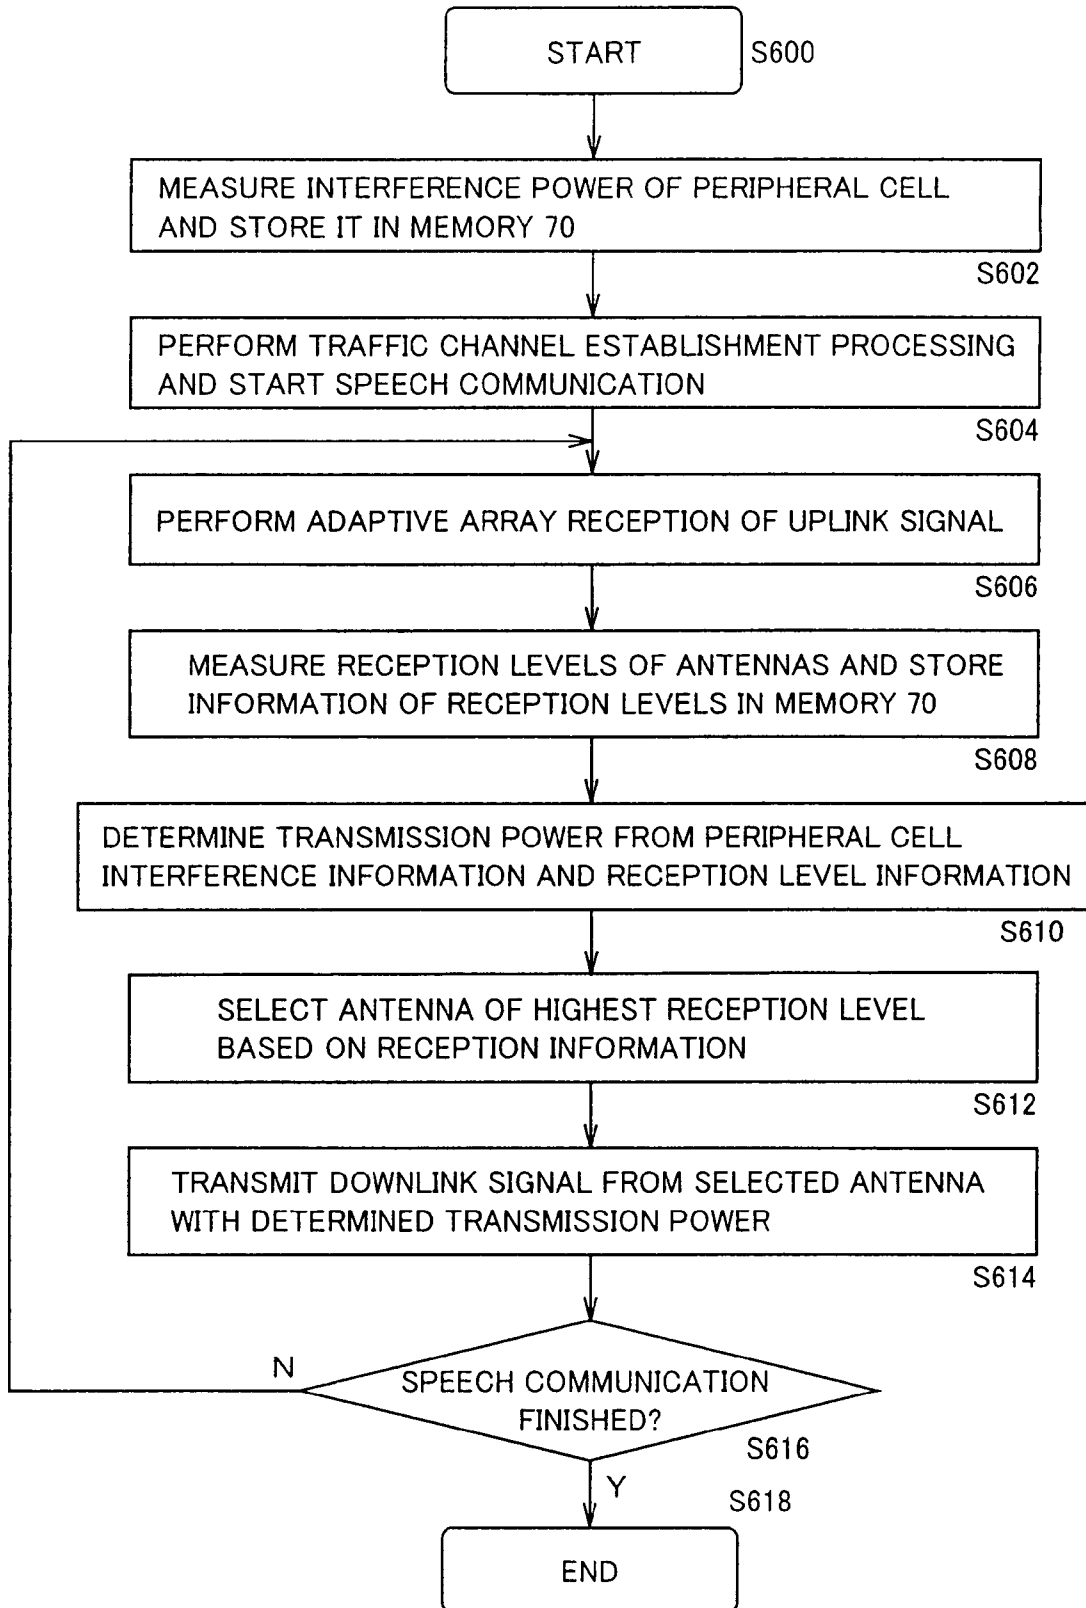 START
S600
MEASURE INTERFERENCE POWER OF PERIPHERAL CELL
AND STORE IT IN MEMORY 70
S602
PERFORM TRAFFIC CHANNEL ESTABLISHMENT PROCESSING
AND START SPEECH COMMUNICATION
S604
PERFORM ADAPTIVE ARRAY RECEPTION OF UPLINK SIGNAL
S606
MEASURE RECEPTION LEVELS OF ANTENNAS AND STORE
INFORMATION OF RECEPTION LEVELS IN MEMORY 70
S608
DETERMINE TRANSMISSION POWER FROM PERIPHERAL CELL
INTERFERENCE INFORMATION AND RECEPTION LEVEL INFORMATION
S610
SELECT ANTENNA OF HIGHEST RECEPTION LEVEL
BASED ON RECEPTION INFORMATION
S612
TRANSMIT DOWNLINK SIGNAL FROM SELECTED ANTENNA
WITH DETERMINED TRANSMISSION POWER
S614
N
SPEECH COMMUNICATION
FINISHED?
S616
Y
S618
END